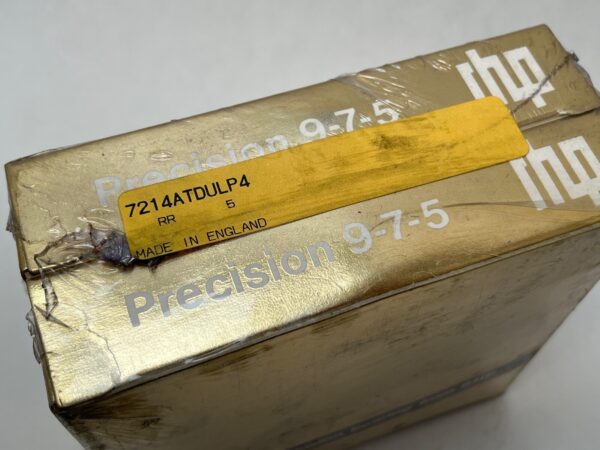 Precision 9-7-5
rhp
7214ATDULP4
RR 5
MADE IN ENGLAND
Precision 9-7-5
rhp